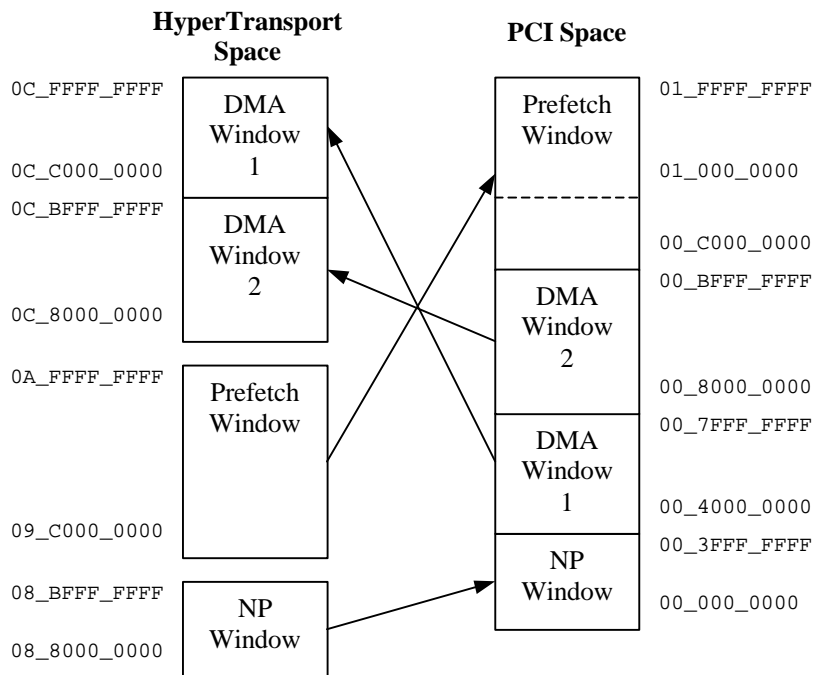 HyperTransport
Space
0C_FFFF_FFFF
DMA
Window
1
0C_C000_0000
0C_BFFF_FFFF
DMA
Window
2
0C_8000_0000
0A_FFFF_FFFF
Prefetch
Window
09_C000_0000
08_BFFF_FFFF
NP
Window
08_8000_0000
PCI Space
01_FFFF_FFFF
Prefetch
Window
01_000_0000
00_C000_0000
00_BFFF_FFFF
DMA
Window
2
00_8000_0000
00_7FFF_FFFF
DMA
Window
1
00_4000_0000
00_3FFF_FFFF
NP
Window
00_000_0000